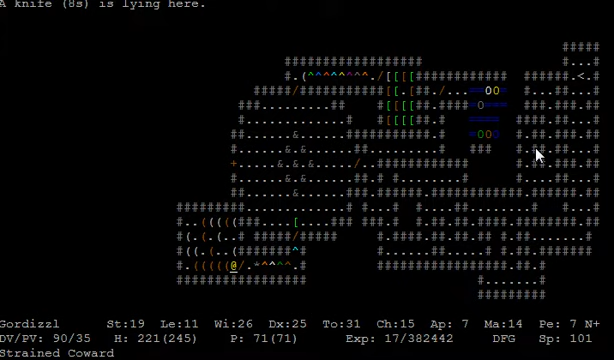 A knife (8s) is lying here.
Gordizzl St:19 Le:11 Wi:26 Dx:25 To:31 Ch:15 Ap: 7 Ma:14 Pe: 7 N+
DV/PV: 90/35 H: 221(245) P: 71(71) Exp: 17/382442 DFG Sp: 101
Strained Coward